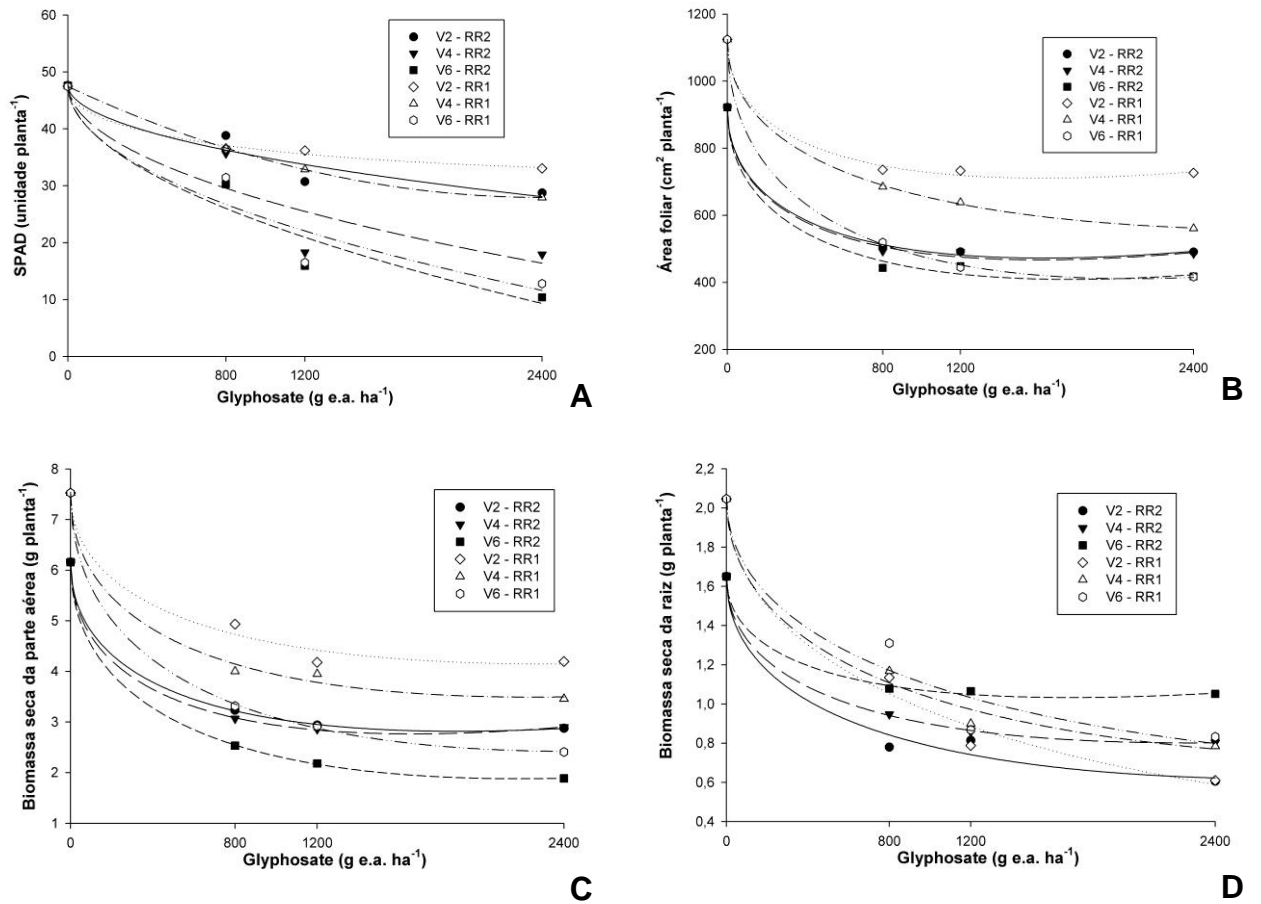 60
50
40
30
20
10
0
SPAD (unidade planta⁻¹)
V2 - RR2
V4 - RR2
V6 - RR2
V2 - RR1
V4 - RR1
V6 - RR1
0 800 1200 2400
Glyphosate (g e.a. ha⁻¹)
A
1200
1000
800
600
400
200
Área foliar (cm² planta⁻¹)
V2 - RR2
V4 - RR2
V6 - RR2
V2 - RR1
V4 - RR1
V6 - RR1
0 800 1200 2400
Glyphosate (g e.a. ha⁻¹)
B
8
7
6
5
4
3
2
1
Biomassa seca da parte aérea (g planta⁻¹)
V2 - RR2
V4 - RR2
V6 - RR2
V2 - RR1
V4 - RR1
V6 - RR1
0 800 1200 2400
Glyphosate (g e.a. ha⁻¹)
C
2,2
2,0
1,8
1,6
1,4
1,2
1,0
0,8
0,6
0,4
Biomassa seca da raiz (g planta⁻¹)
V2 - RR2
V4 - RR2
V6 - RR2
V2 - RR1
V4 - RR1
V6 - RR1
0 800 1200 2400
Glyphosate (g e.a. ha⁻¹)
D